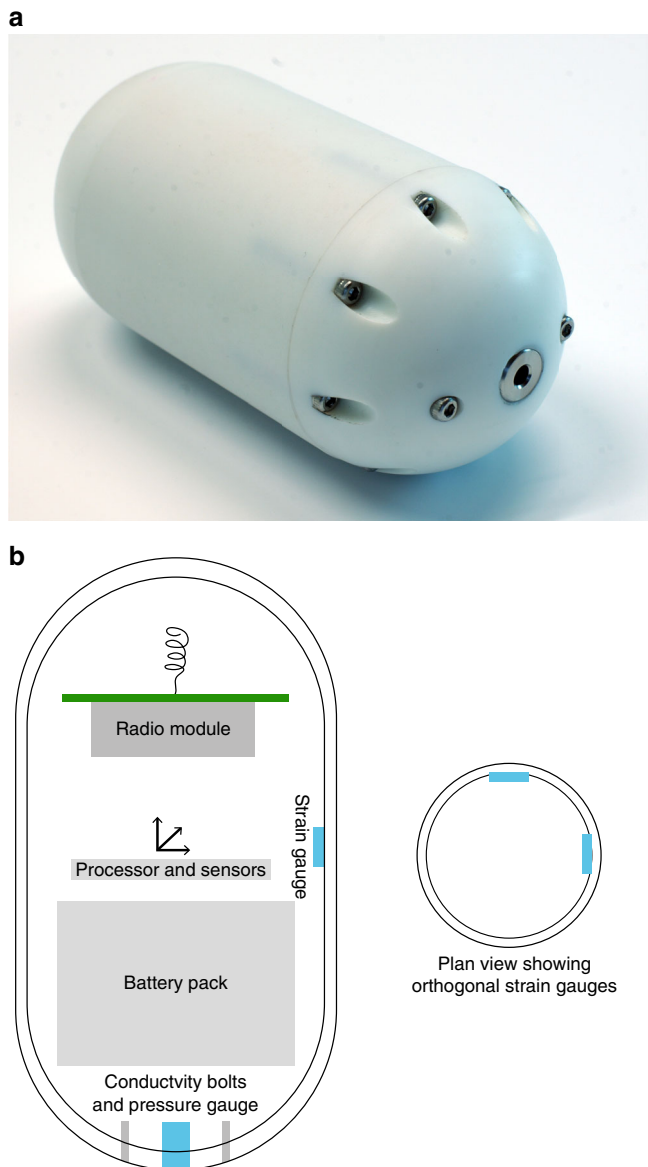 a
b
Radio module
Strain gauge
Processor and sensors
Battery pack
Conductvity bolts
and pressure gauge
Plan view showing
orthogonal strain gauges